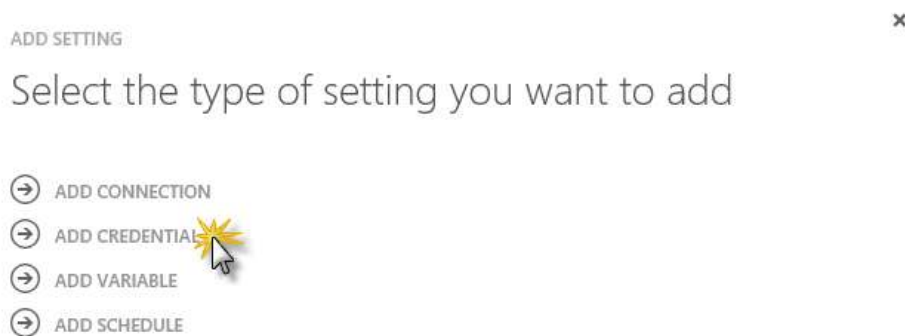 ADD SETTING
Select the type of setting you want to add
ADD CONNECTION
ADD CREDENTIAL
ADD VARIABLE
ADD SCHEDULE